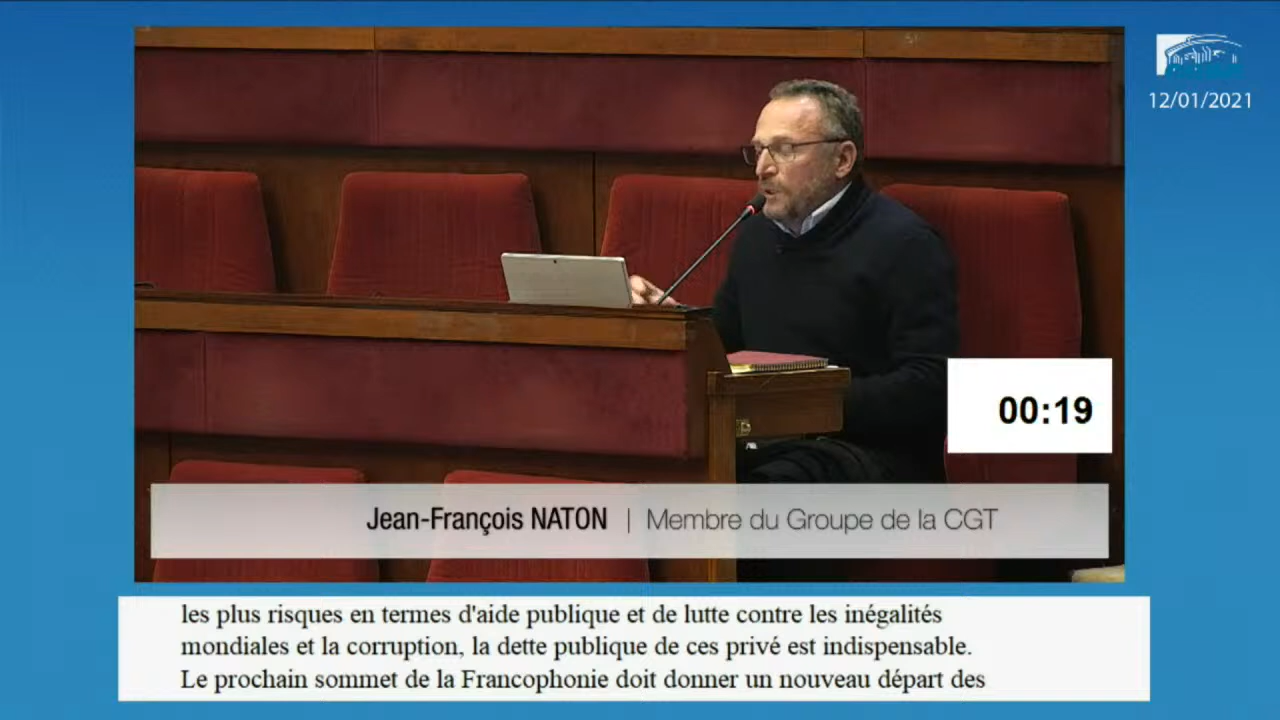 12/01/2021
00:19
Jean-François NATON | Membre du Groupe de la CGT
les plus risques en termes d'aide publique et de lutte contre les inégalités
mondiales et la corruption, la dette publique de ces privé est indispensable.
Le prochain sommet de la Francophonie doit donner un nouveau départ des